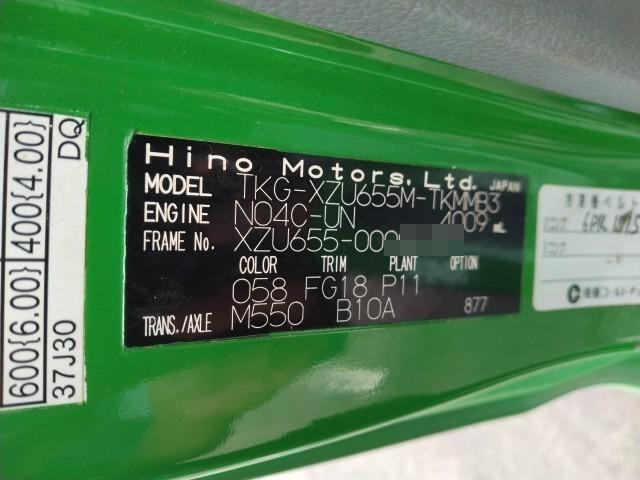 Hino Motors, Ltd. JAPAN
MODEL TKG-XZU655M-TKMMB3
ENGINE N04C-UN 4009 mL
FRAME No. XZU655-000
COLOR TRIM PLANT OPTION
058 FG18 P11 877
TRANS./AXLE M550 B10A
600{6.00} 400{4.00}
37J30 DQ